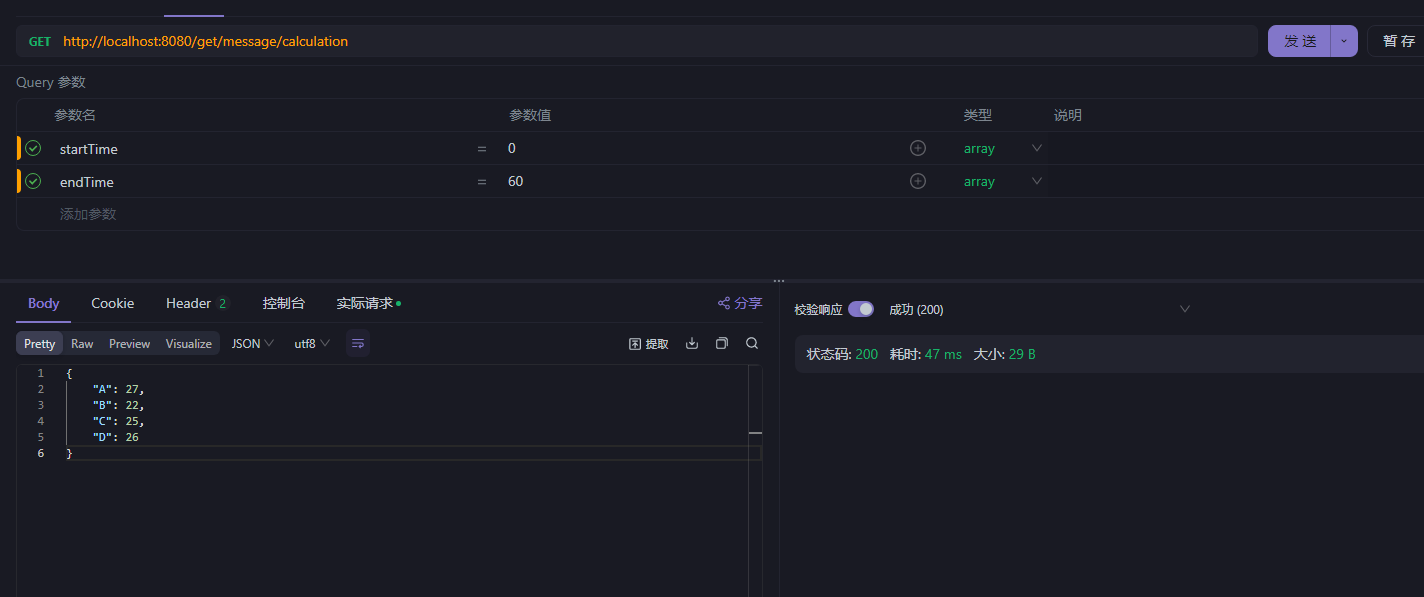 GET http://localhost:8080/get/message/calculation 发 送 暂 存
Query 参数
参数名 参数值 类型 说明
startTime = 0 array
endTime = 60 array
添加参数
Body Cookie Header 2 控制台 实际请求 分享
校验响应 成功 (200)
Pretty Raw Preview Visualize JSON utf8 提取
状态码: 200 耗时: 47 ms 大小: 29 B
1 {
2 "A": 27,
3 "B": 22,
4 "C": 25,
5 "D": 26
6 }